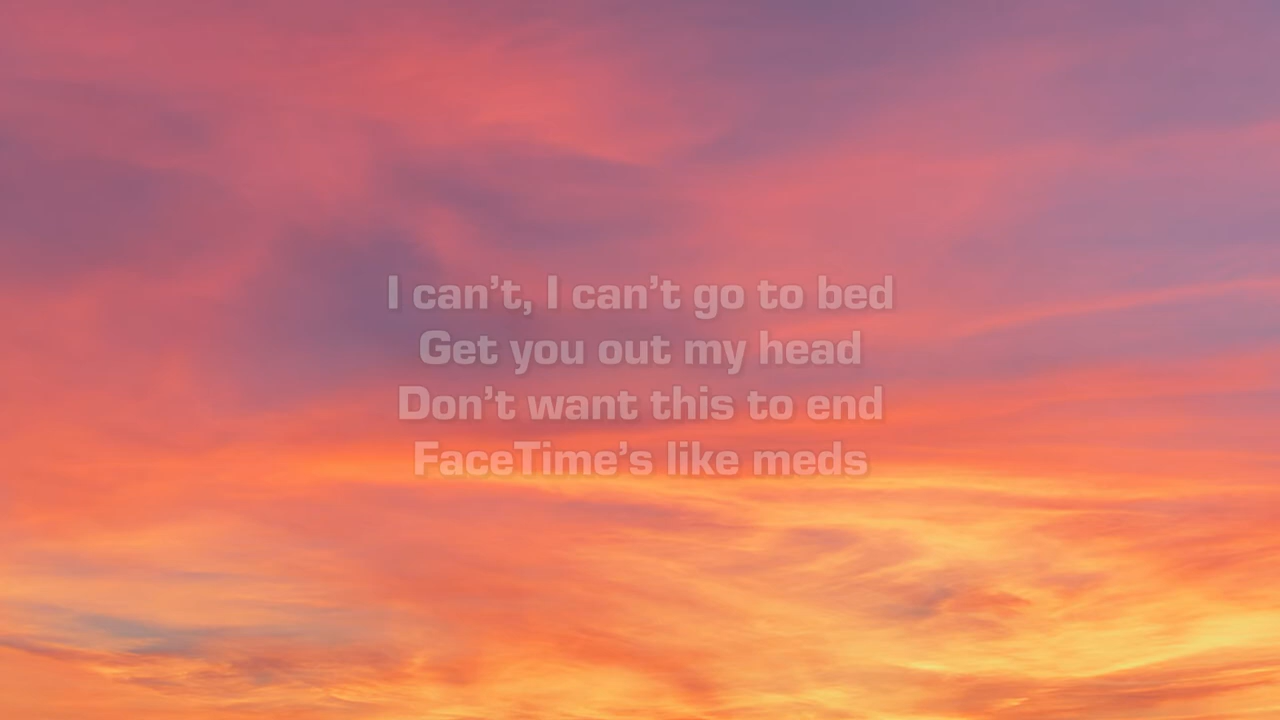 I can’t, I can’t go to bed
Get you out my head
Don’t want this to end
FaceTime’s like meds